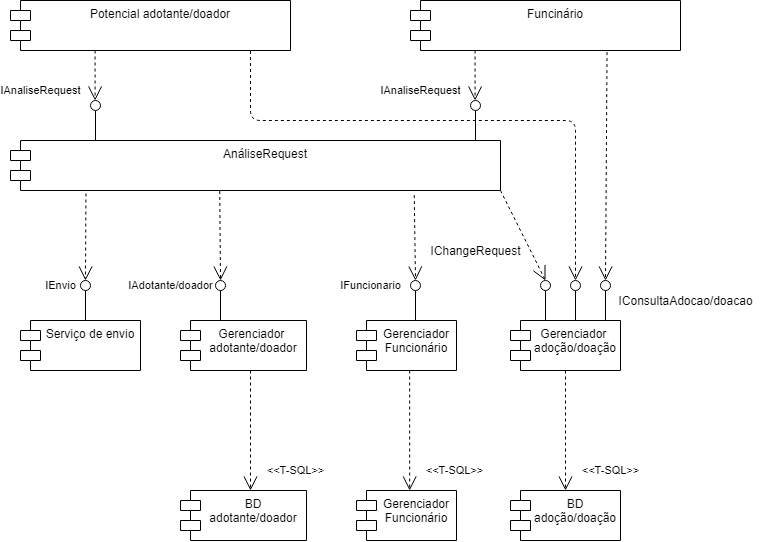 Potencial adotante/doador
Funcinário
IAnaliseRequest
IAnaliseRequest
AnáliseRequest
IChangeRequest
IEnvio
IAdotante/doador
IFuncionario
IConsultaAdocao/doacao
Serviço de envio
Gerenciador
adotante/doador
Gerenciador
Funcionário
Gerenciador
adoção/doação
<<T-SQL>>
<<T-SQL>>
<<T-SQL>>
BD
adotante/doador
Gerenciador
Funcionário
BD
adoção/doação